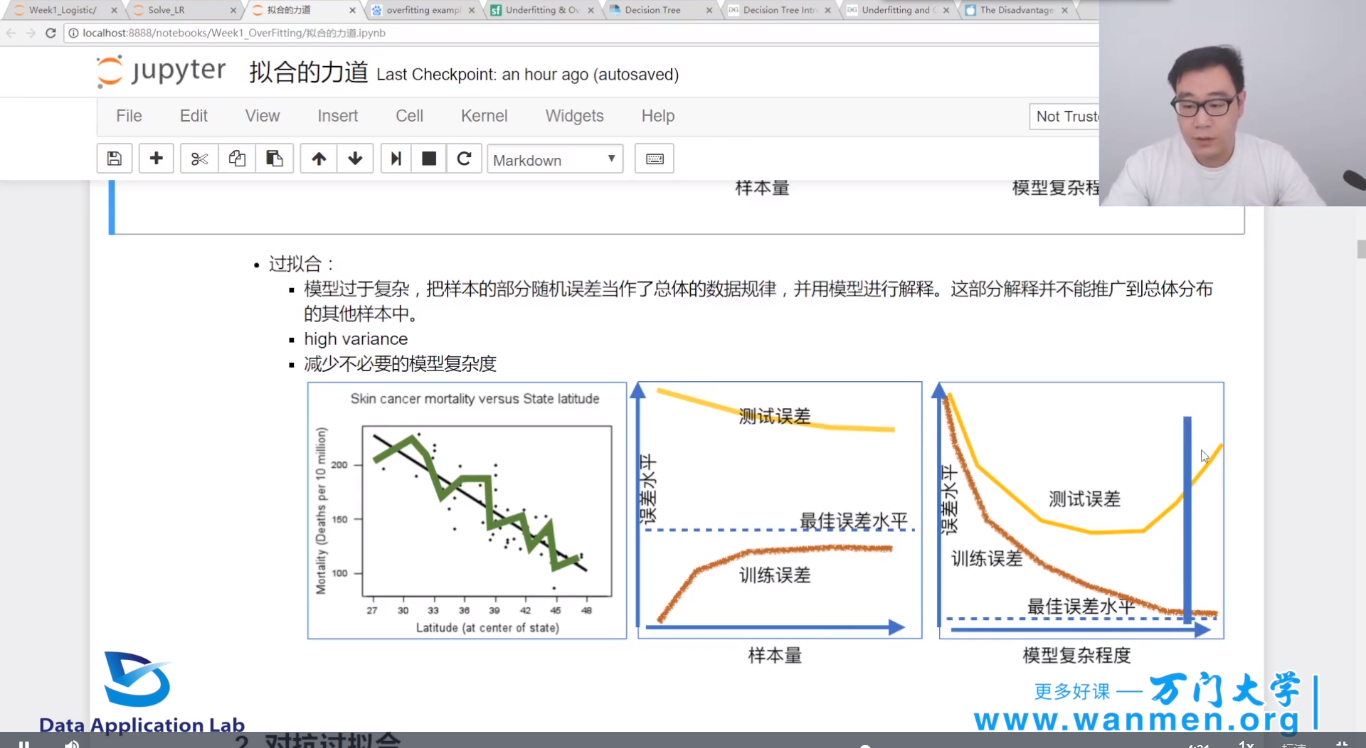 Week1_Logistic/
Solve_LR
拟合的力道
overfitting exampl
Underfitting & Ov
Decision Tree
Decision Tree Intr
Underfitting and O
The Disadvantage
localhost:8888/notebooks/Week1_OverFitting/拟合的力道.ipynb
jupyter 拟合的力道 Last Checkpoint: an hour ago (autosaved)
File Edit View Insert Cell Kernel Widgets Help
Not Truste
Markdown
样本量
模型复杂程
过拟合：
模型过于复杂，把样本的部分随机误差当作了总体的数据规律，并用模型进行解释。这部分解释并不能推广到总体分布
的其他样本中。
high variance
减少不必要的模型复杂度
Skin cancer mortality versus State latitude
Mortality (Deaths per 10 million)
200
150
100
27 30 33 36 39 42 45 48
Latitude (at center of state)
误差水平
测试误差
最佳误差水平
训练误差
样本量
误差水平
测试误差
训练误差
最佳误差水平
模型复杂程度
Data Application Lab
更多好课 — 万门大学
www.wanmen.org
2. 对抗过拟合
1x